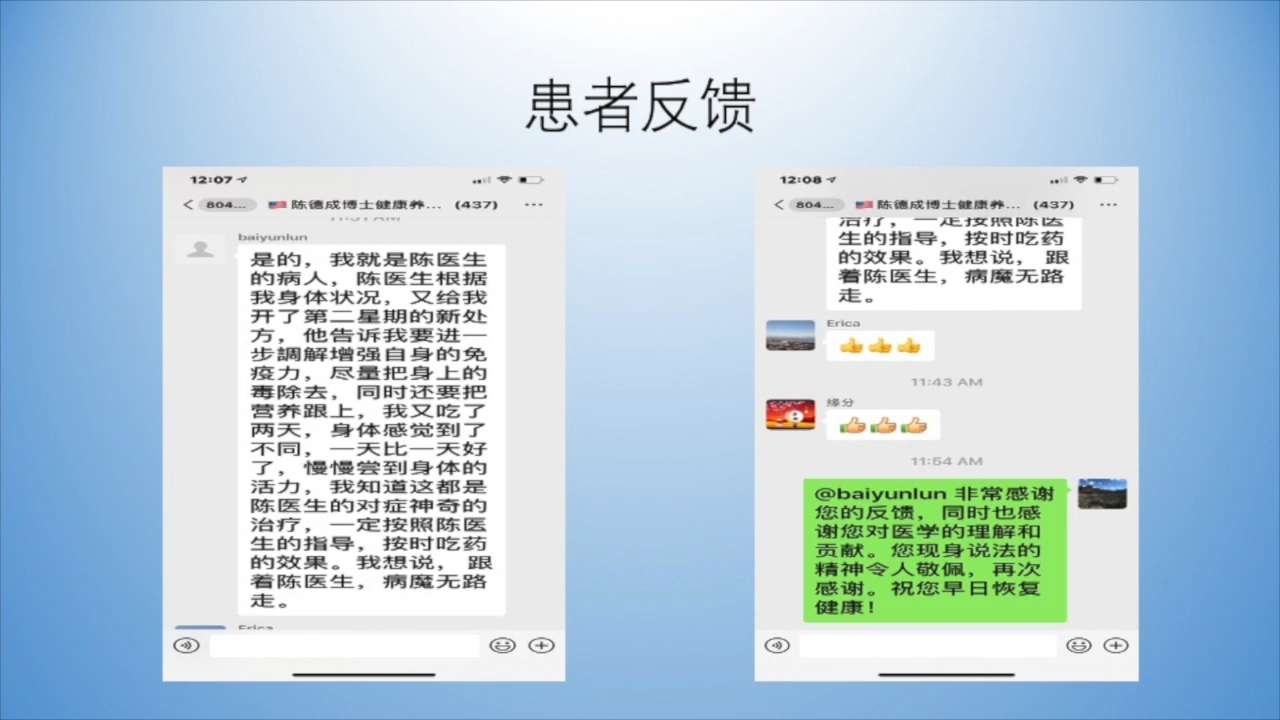 患者反馈
12:07
804...
陈德成博士健康养... (437)
11:31 AM
baiyunlun
是的，我就是陈医生
的病人，陈医生根据
我身体状况，又给我
开了第二星期的新处
方，他告诉我要进一
步調解增强自身的免
疫力，尽量把身上的
毒除去，同时还要把
营养跟上，我又吃了
两天，身体感觉到了
不同，一天比一天好
了，慢慢尝到身体的
活力，我知道这都是
陈医生的对症神奇的
治疗，一定按照陈医
生的指导，按时吃药
的效果。我想说，跟
着陈医生，病魔无路
走。
Erica
12:08
804...
陈德成博士健康养... (437)
治疗，一定按照陈医
生的指导，按时吃药
的效果。我想说，跟
着陈医生，病魔无路
走。
Erica
11:43 AM
缘分
11:54 AM
@baiyunlun 非常感谢
您的反馈，同时也感
谢您对医学的理解和
贡献。您现身说法的
精神令人敬佩，再次
感谢。祝您早日恢复
健康！